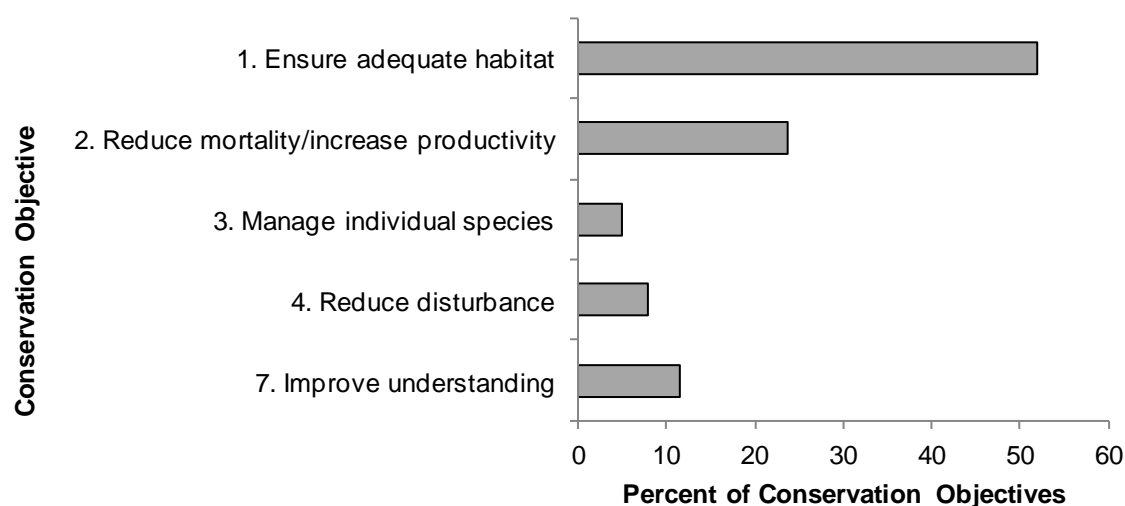 Conservation Objective
1. Ensure adequate habitat
2. Reduce mortality/increase productivity
3. Manage individual species
4. Reduce disturbance
7. Improve understanding
0 10 20 30 40 50 60
Percent of Conservation Objectives